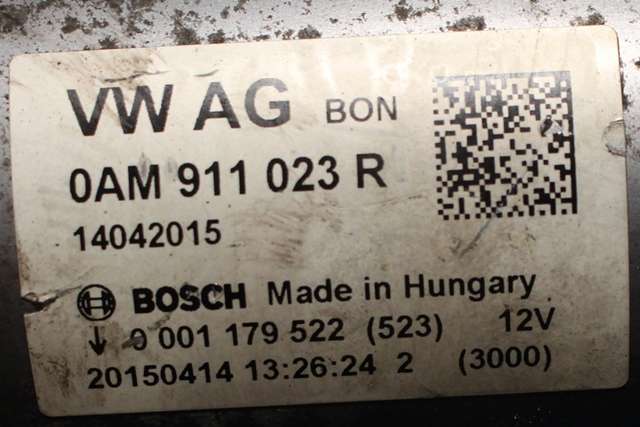 VW AG BON
0AM 911 023 R
14042015
BOSCH Made in Hungary
↓ 0 001 179 522 (523) 12V
20150414 13:26:24 2 (3000)